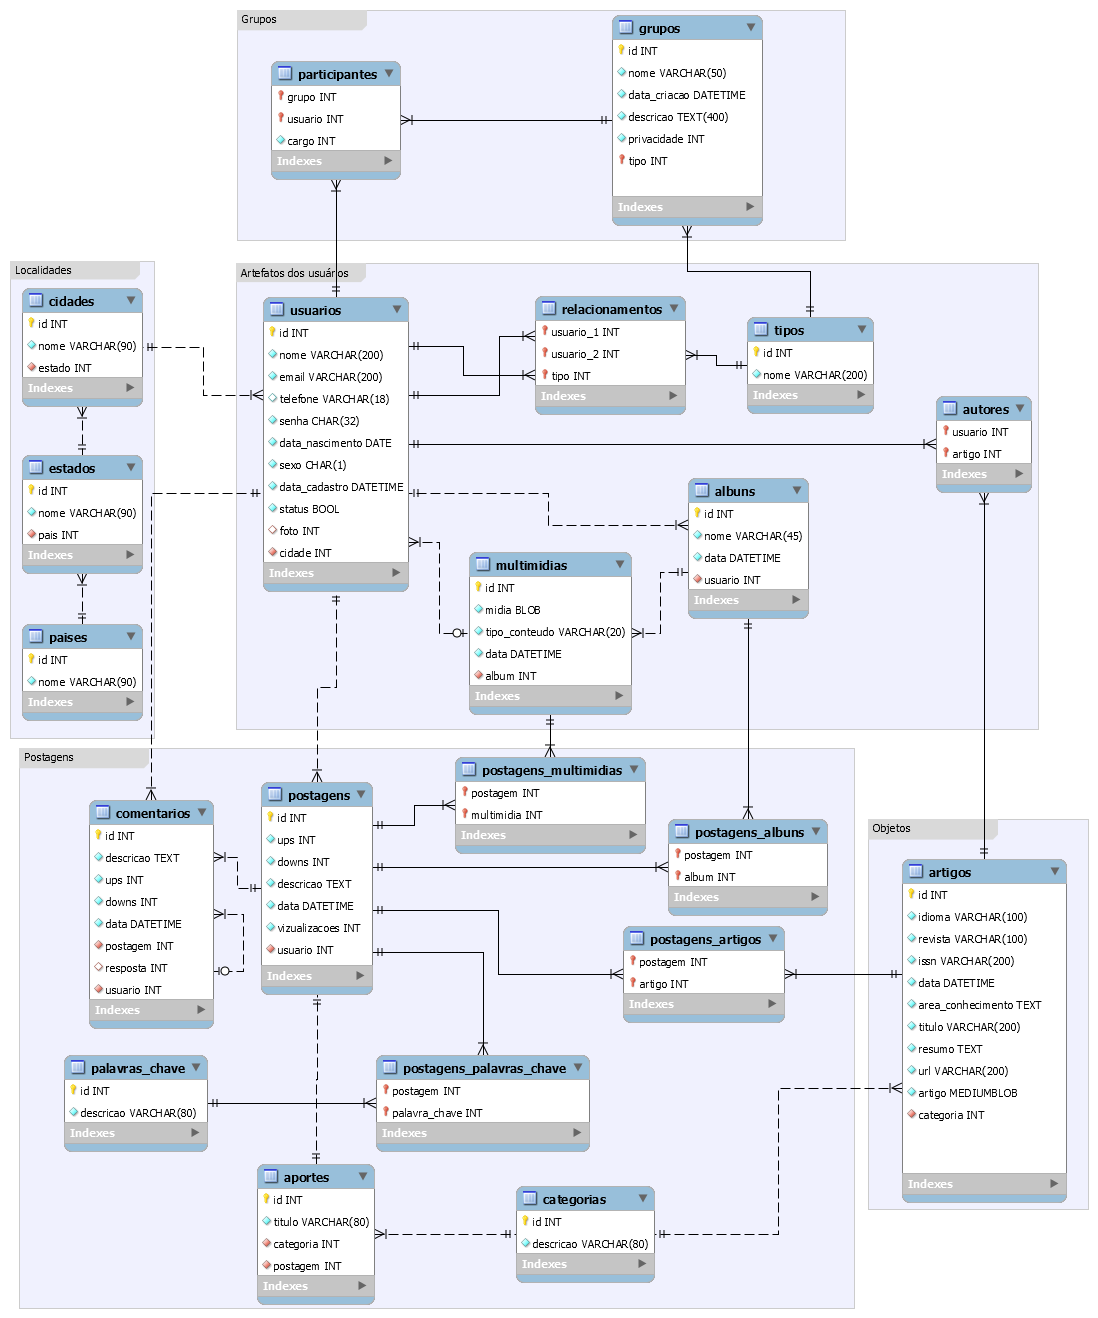 Grupos
participantes
grupo INT
usuario INT
cargo INT
Indexes
grupos
id INT
nome VARCHAR(50)
data_criacao DATETIME
descricao TEXT(400)
privacidade INT
tipo INT
Indexes
Localidades
cidades
id INT
nome VARCHAR(90)
estado INT
Indexes
estados
id INT
nome VARCHAR(90)
pais INT
Indexes
paises
id INT
nome VARCHAR(90)
Indexes
Artefatos dos usuários
usuarios
id INT
nome VARCHAR(200)
email VARCHAR(200)
telefone VARCHAR(18)
senha CHAR(32)
data_nascimento DATE
sexo CHAR(1)
data_cadastro DATETIME
status BOOL
foto INT
cidade INT
Indexes
relacionamentos
usuario_1 INT
usuario_2 INT
tipo INT
Indexes
tipos
id INT
nome VARCHAR(200)
Indexes
autores
usuario INT
artigo INT
Indexes
albuns
id INT
nome VARCHAR(45)
data DATETIME
usuario INT
Indexes
multimidias
id INT
midia BLOB
tipo_conteudo VARCHAR(20)
data DATETIME
album INT
Indexes
Postagens
comentarios
id INT
descricao TEXT
ups INT
downs INT
data DATETIME
postagem INT
resposta INT
usuario INT
Indexes
postagens
id INT
ups INT
downs INT
descricao TEXT
data DATETIME
vizualizacoes INT
usuario INT
Indexes
postagens_multimidias
postagem INT
multimidia INT
Indexes
postagens_albuns
postagem INT
album INT
Indexes
postagens_artigos
postagem INT
artigo INT
Indexes
palavras_chave
id INT
descricao VARCHAR(80)
Indexes
postagens_palavras_chave
postagem INT
palavra_chave INT
Indexes
aportes
id INT
titulo VARCHAR(80)
categoria INT
postagem INT
Indexes
categorias
id INT
descricao VARCHAR(80)
Indexes
Objetos
artigos
id INT
idioma VARCHAR(100)
revista VARCHAR(100)
issn VARCHAR(200)
data DATETIME
area_conhecimento TEXT
titulo VARCHAR(200)
resumo TEXT
url VARCHAR(200)
artigo MEDIUMBLOB
categoria INT
Indexes